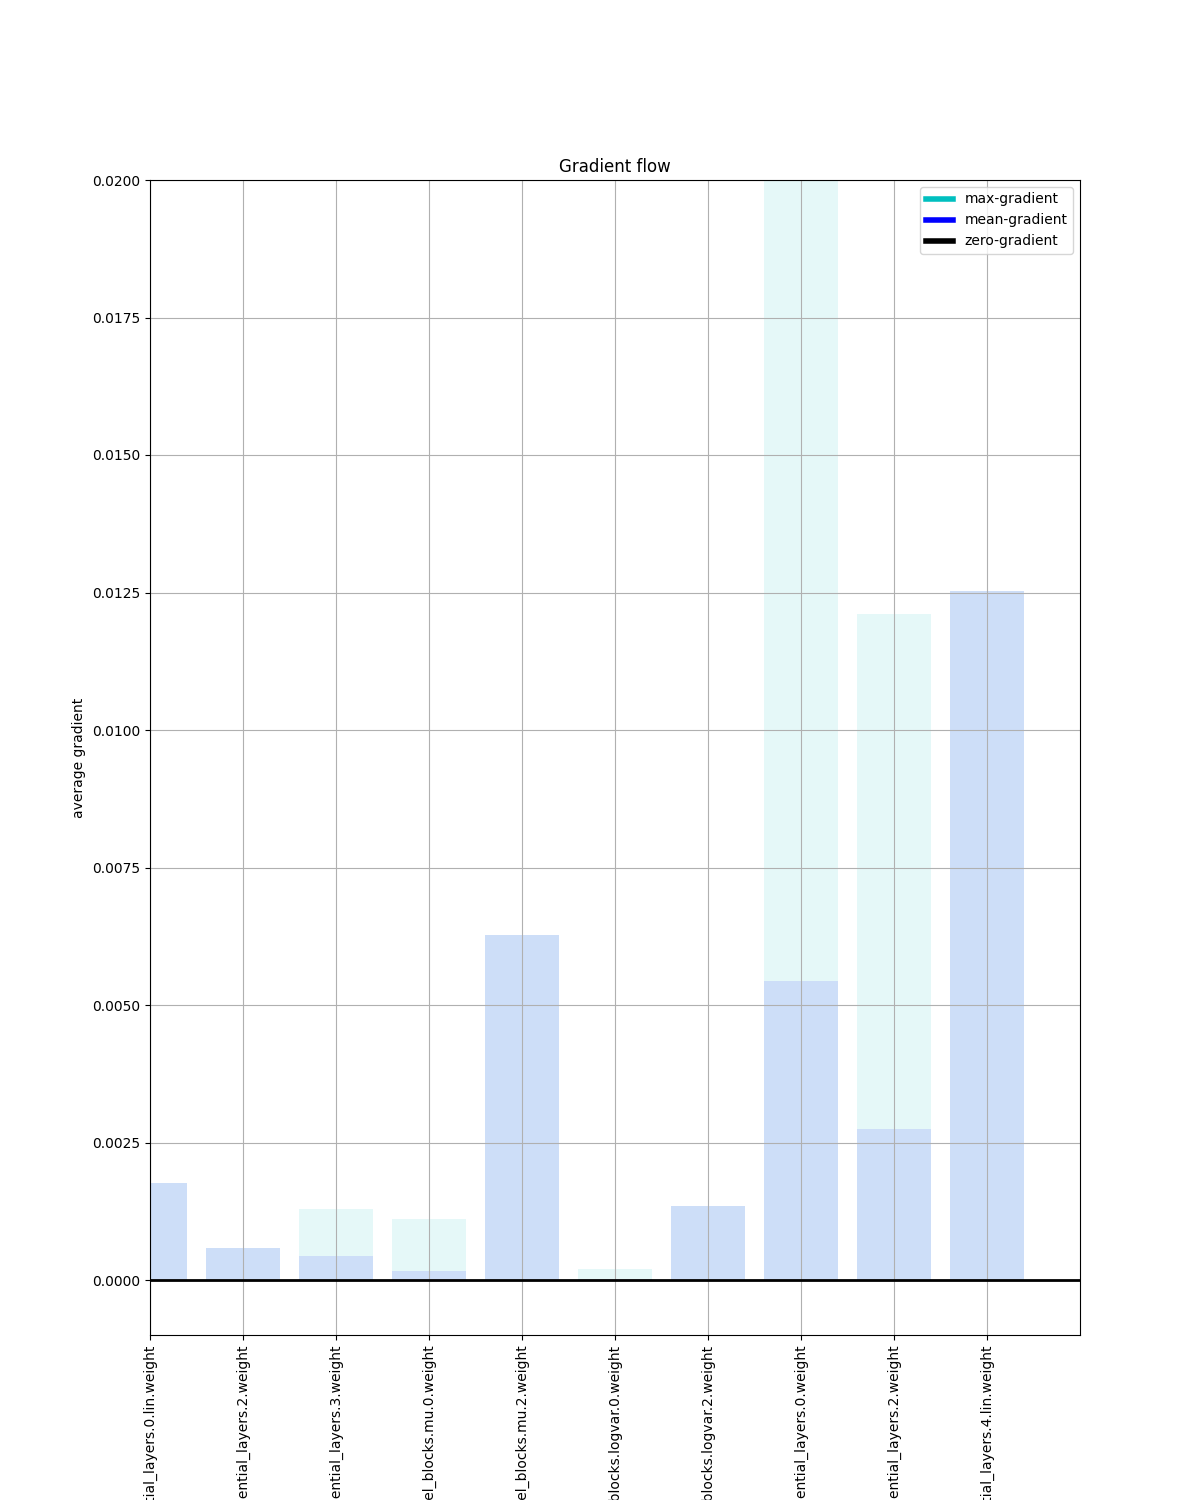 Gradient flow
max-gradient
mean-gradient
zero-gradient
0.0200
0.0175
0.0150
0.0125
0.0100
0.0075
0.0050
0.0025
0.0000
average gradient
tial_layers.0.lin.weight
ential_layers.2.weight
ential_layers.3.weight
el_blocks.mu.0.weight
el_blocks.mu.2.weight
blocks.logvar.0.weight
blocks.logvar.2.weight
ential_layers.0.weight
ential_layers.2.weight
tial_layers.4.lin.weight